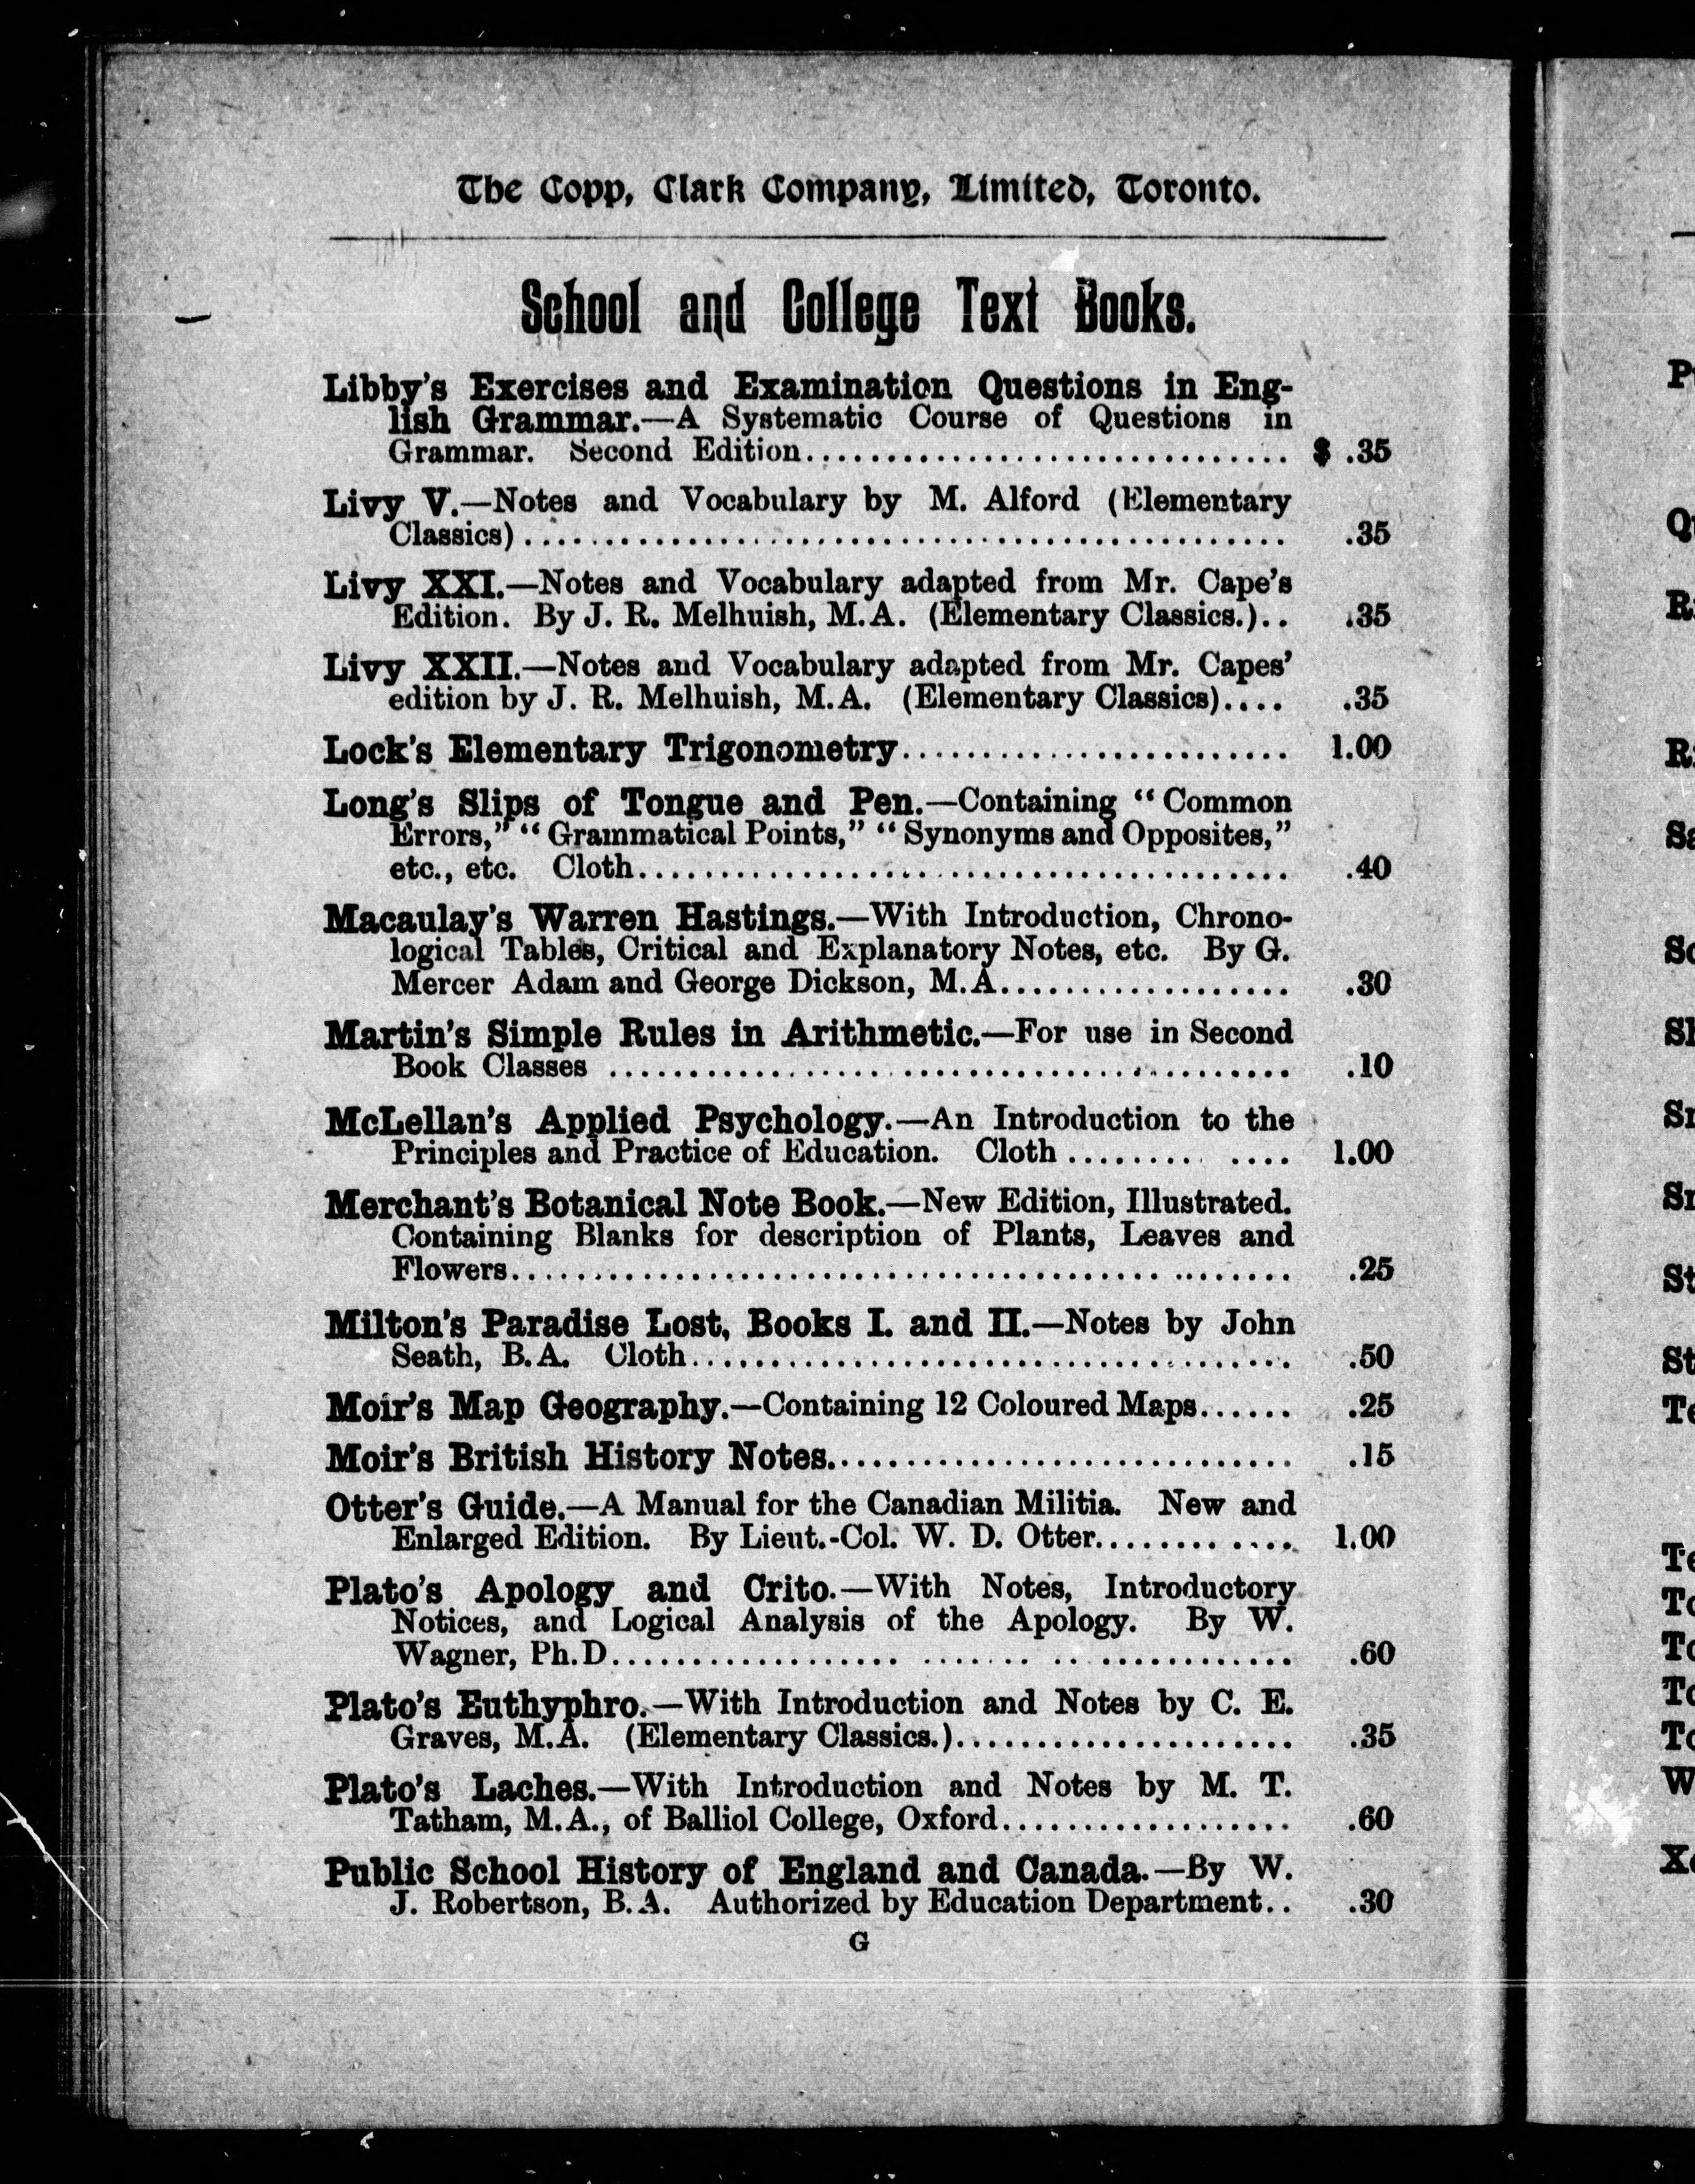 The Copp, Clark Company, Limited, Toronto.
School and College Text Books.
Libby's Exercises and Examination Questions in Eng-
lish Grammar.—A Systematic Course of Questions in
Grammar. Second Edition.............................. $ .35
Livy V.—Notes and Vocabulary by M. Alford (Elementary
Classics)................................................ .35
Livy XXI.—Notes and Vocabulary adapted from Mr. Cape's
Edition. By J. R. Melhuish, M.A. (Elementary Classics.).. .35
Livy XXII.—Notes and Vocabulary adapted from Mr. Capes'
edition by J. R. Melhuish, M.A. (Elementary Classics).... .35
Lock's Elementary Trigonometry........................ 1.00
Long's Slips of Tongue and Pen.—Containing "Common
Errors," "Grammatical Points," "Synonyms and Opposites,"
etc., etc. Cloth......................................... .40
Macaulay's Warren Hastings.—With Introduction, Chrono-
logical Tables, Critical and Explanatory Notes, etc. By G.
Mercer Adam and George Dickson, M.A.................. .30
Martin's Simple Rules in Arithmetic.—For use in Second
Book Classes ........................................... .10
McLellan's Applied Psychology.—An Introduction to the
Principles and Practice of Education. Cloth ............. 1.00
Merchant's Botanical Note Book.—New Edition, Illustrated.
Containing Blanks for description of Plants, Leaves and
Flowers................................................. .25
Milton's Paradise Lost, Books I. and II.—Notes by John
Seath, B.A. Cloth...................................... .50
Moir's Map Geography.—Containing 12 Coloured Maps...... .25
Moir's British History Notes............................. .15
Otter's Guide.—A Manual for the Canadian Militia. New and
Enlarged Edition. By Lieut.-Col. W. D. Otter............ 1.00
Plato's Apology and Crito.—With Notes, Introductory
Notices, and Logical Analysis of the Apology. By W.
Wagner, Ph.D.......................................... .60
Plato's Euthyphro.—With Introduction and Notes by C. E.
Graves, M.A. (Elementary Classics.)..................... .35
Plato's Laches.—With Introduction and Notes by M. T.
Tatham, M.A., of Balliol College, Oxford.................. .60
Public School History of England and Canada.—By W.
J. Robertson, B.A. Authorized by Education Department.. .30
G